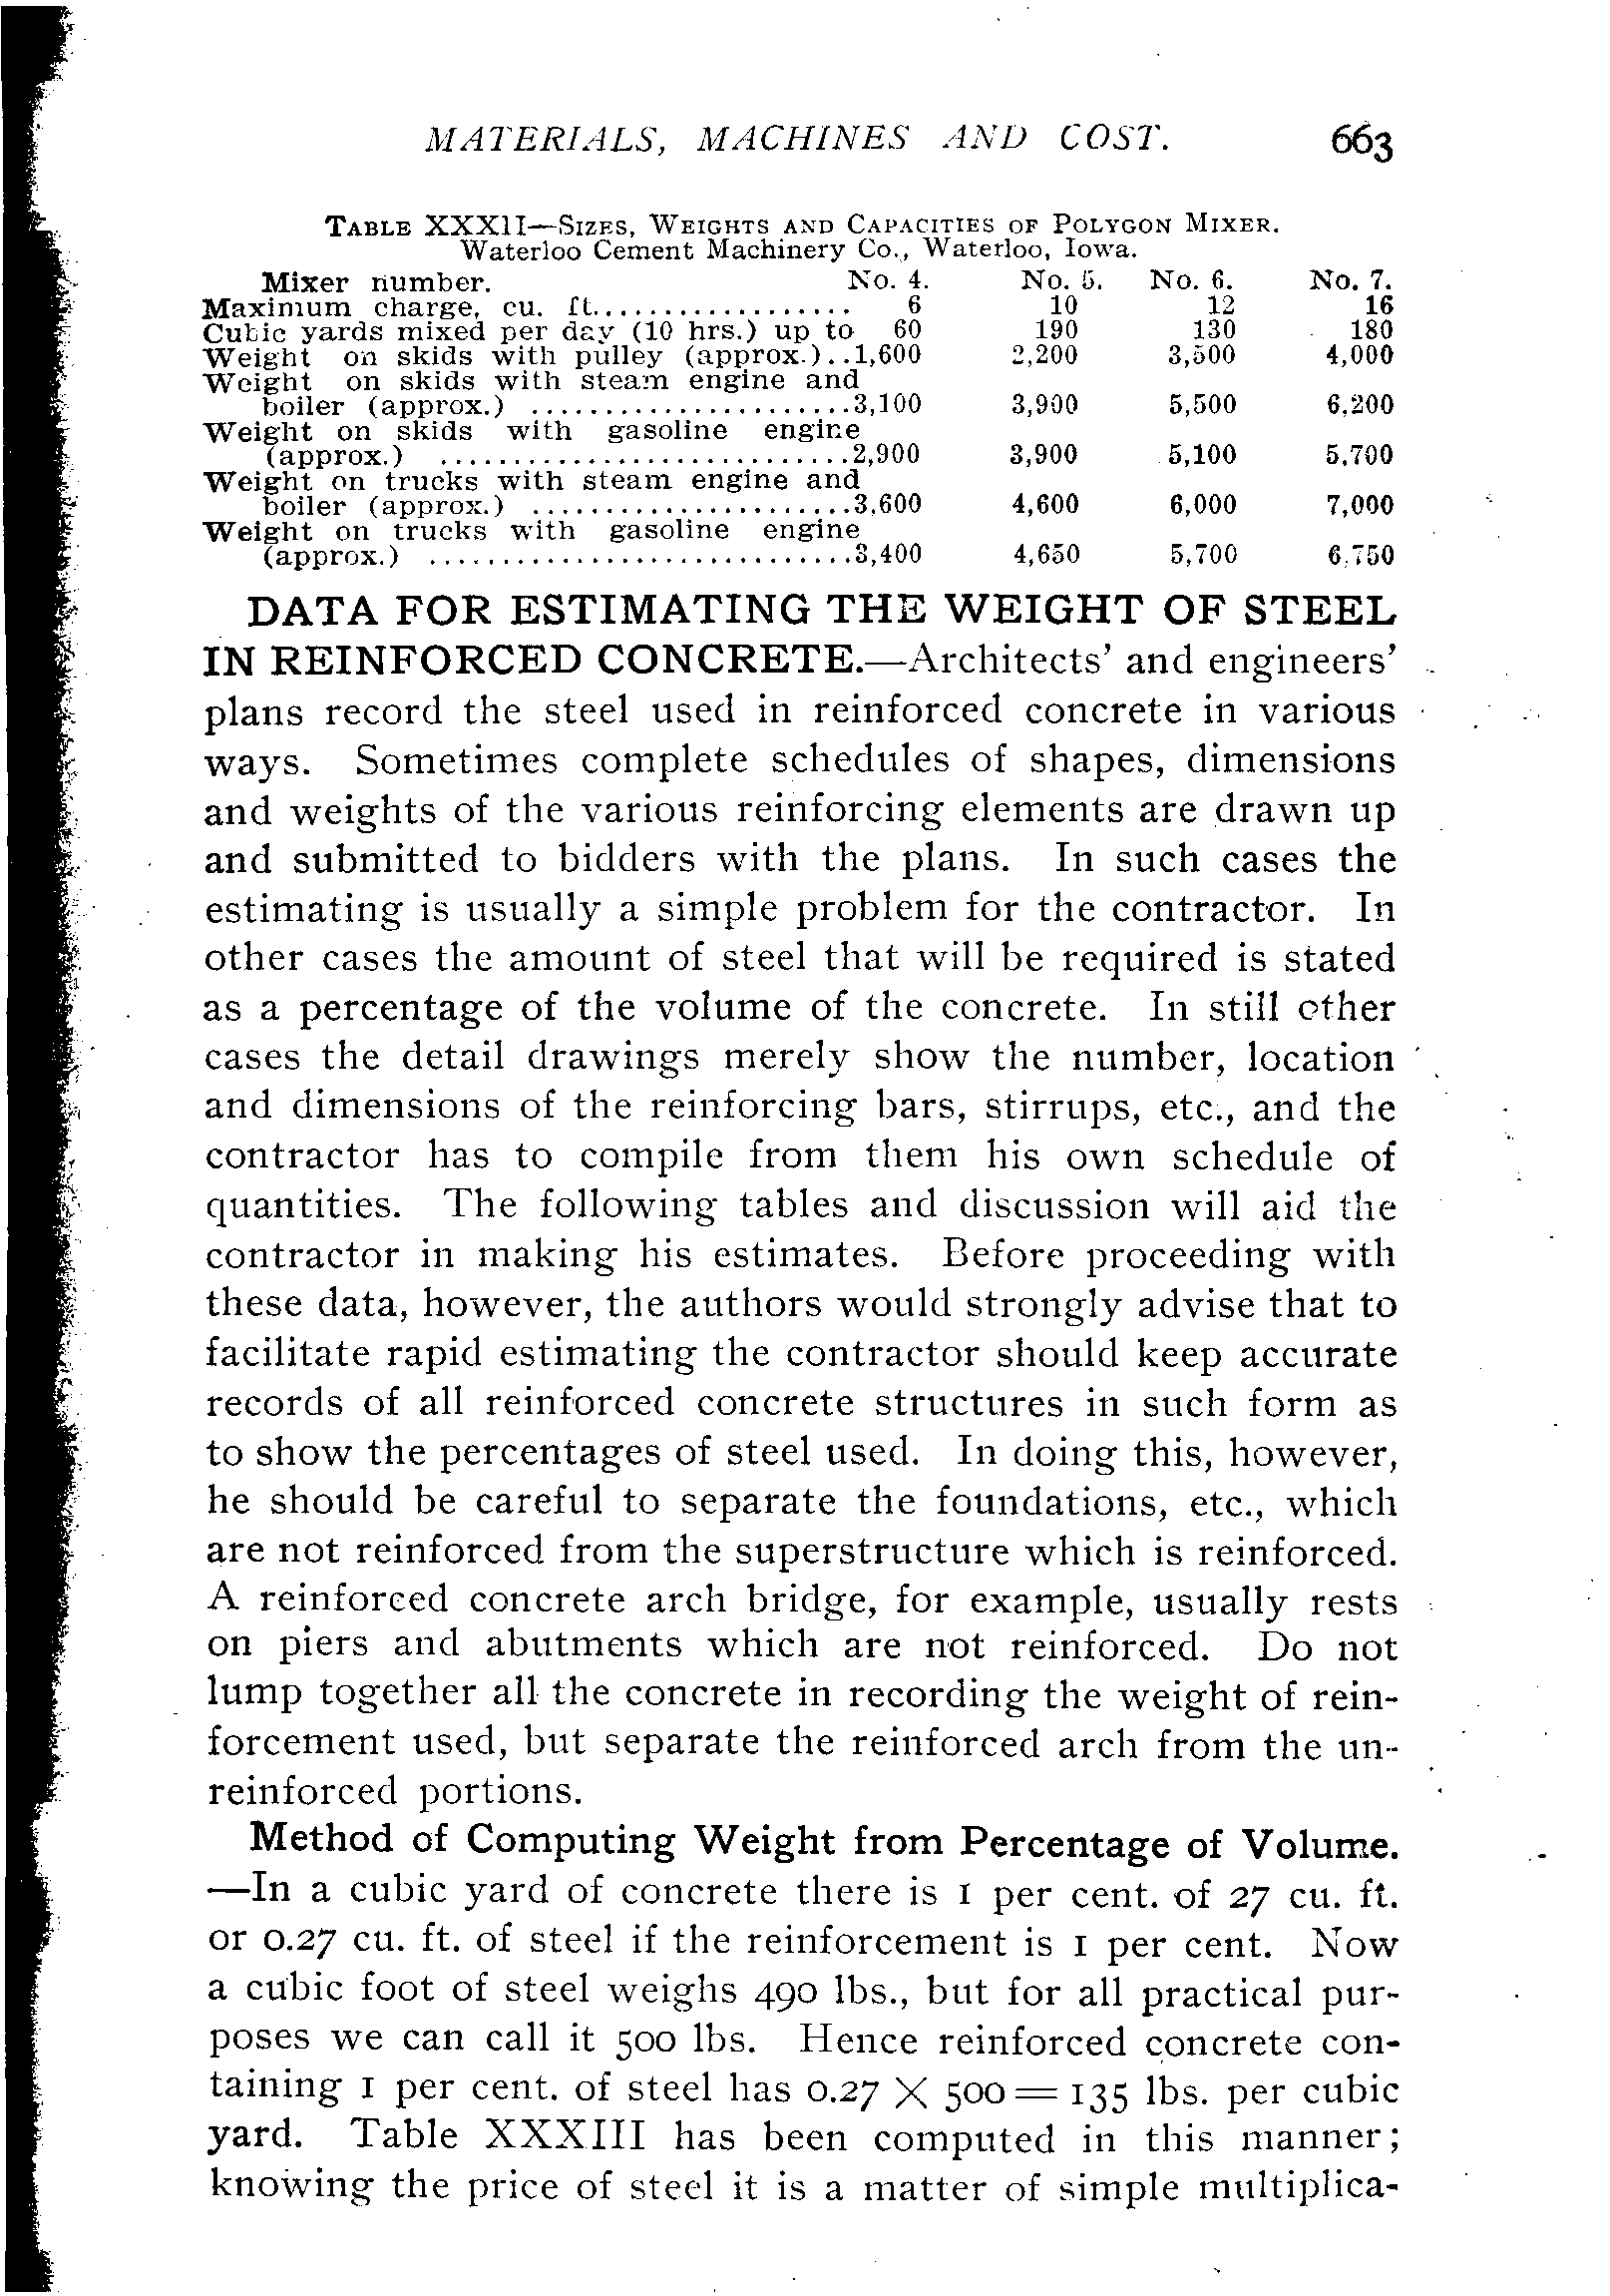 MATERIALS, MACHINES AND COST. 663
TABLE XXXII—SIZES, WEIGHTS AND CAPACITIES OF POLYGON MIXER.
Waterloo Cement Machinery Co., Waterloo, Iowa.
Mixer number. No. 4. No. 5. No. 6. No. 7.
Maximum charge, cu. ft.................. 6 10 12 16
Cubic yards mixed per day (10 hrs.) up to 60 190 130 180
Weight on skids with pulley (approx.)..1,600 2,200 3,500 4,000
Weight on skids with steam engine and
boiler (approx.) ......................3,100 3,900 5,500 6,200
Weight on skids with gasoline engine
(approx.) ............................2,900 3,900 5,100 5,700
Weight on trucks with steam engine and
boiler (approx.) ......................3,600 4,600 6,000 7,000
Weight on trucks with gasoline engine
(approx.) .............................3,400 4,650 5,700 6,750
DATA FOR ESTIMATING THE WEIGHT OF STEEL
IN REINFORCED CONCRETE.—Architects' and engineers'
plans record the steel used in reinforced concrete in various
ways. Sometimes complete schedules of shapes, dimensions
and weights of the various reinforcing elements are drawn up
and submitted to bidders with the plans. In such cases the
estimating is usually a simple problem for the contractor. In
other cases the amount of steel that will be required is stated
as a percentage of the volume of the concrete. In still other
cases the detail drawings merely show the number, location
and dimensions of the reinforcing bars, stirrups, etc., and the
contractor has to compile from them his own schedule of
quantities. The following tables and discussion will aid the
contractor in making his estimates. Before proceeding with
these data, however, the authors would strongly advise that to
facilitate rapid estimating the contractor should keep accurate
records of all reinforced concrete structures in such form as
to show the percentages of steel used. In doing this, however,
he should be careful to separate the foundations, etc., which
are not reinforced from the superstructure which is reinforced.
A reinforced concrete arch bridge, for example, usually rests
on piers and abutments which are not reinforced. Do not
lump together all the concrete in recording the weight of rein-
forcement used, but separate the reinforced arch from the un-
reinforced portions.
Method of Computing Weight from Percentage of Volume.
—In a cubic yard of concrete there is 1 per cent. of 27 cu. ft.
or 0.27 cu. ft. of steel if the reinforcement is 1 per cent. Now
a cubic foot of steel weighs 490 lbs., but for all practical pur-
poses we can call it 500 lbs. Hence reinforced concrete con-
taining 1 per cent. of steel has 0.27 × 500 = 135 lbs. per cubic
yard. Table XXXIII has been computed in this manner;
knowing the price of steel it is a matter of simple multiplica-